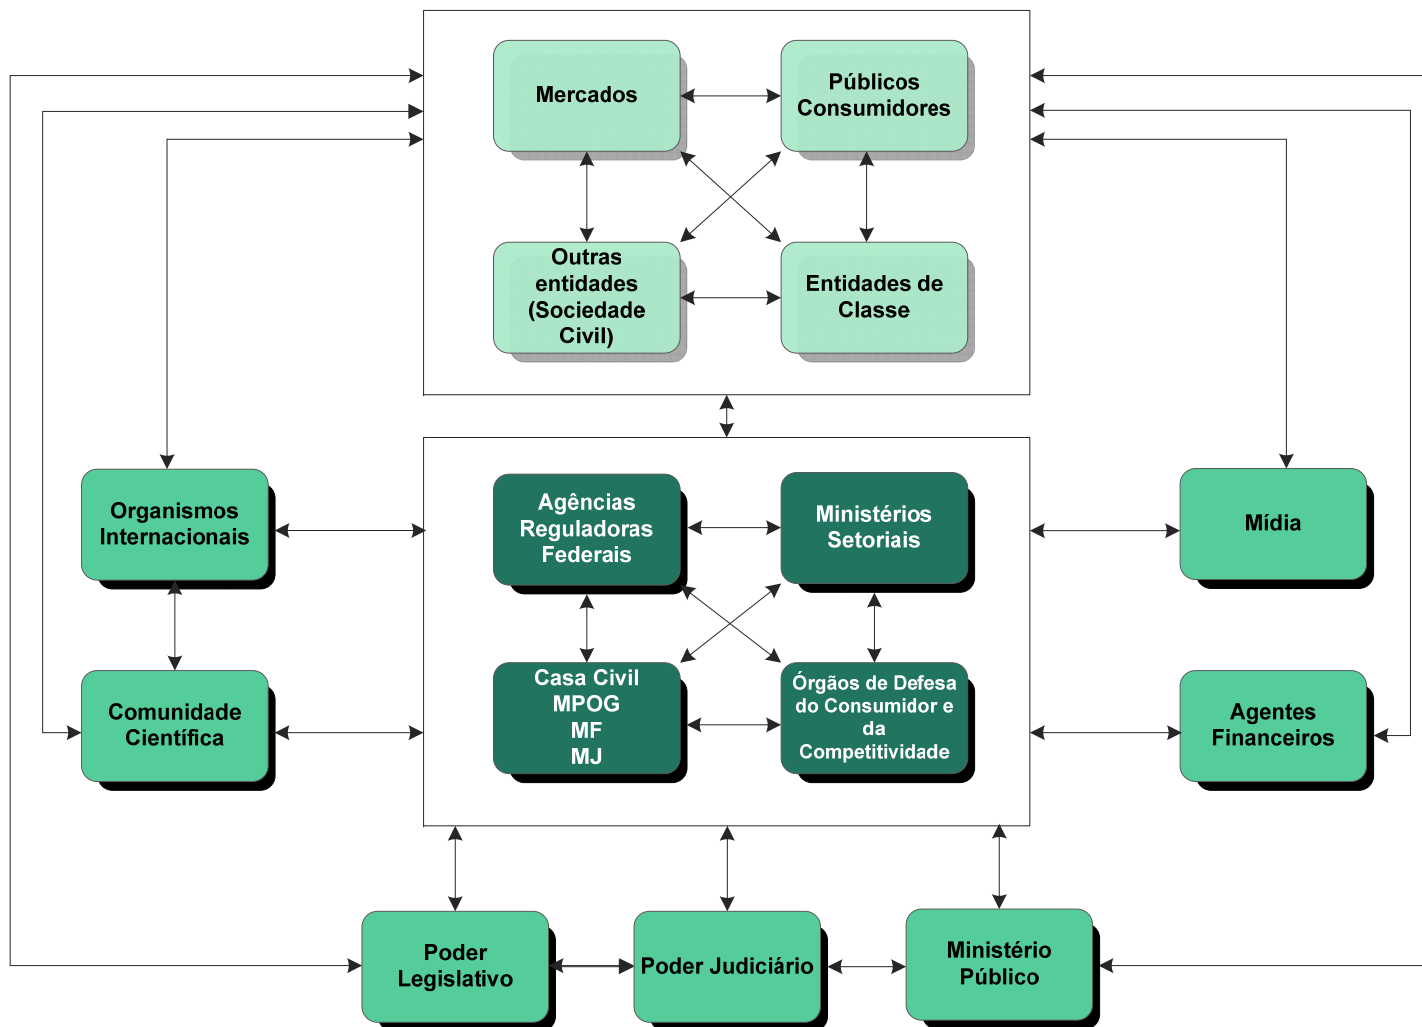 Mercados
Públicos
Consumidores
Outras
entidades
(Sociedade
Civil)
Entidades de
Classe
Organismos
Internacionais
Agências
Reguladoras
Federais
Ministérios
Setoriais
Mídia
Comunidade
Científica
Casa Civil
MPOG
MF
MJ
Órgãos de Defesa
do Consumidor e
da
Competitividade
Agentes
Financeiros
Poder
Legislativo
Poder Judiciário
Ministério
Público